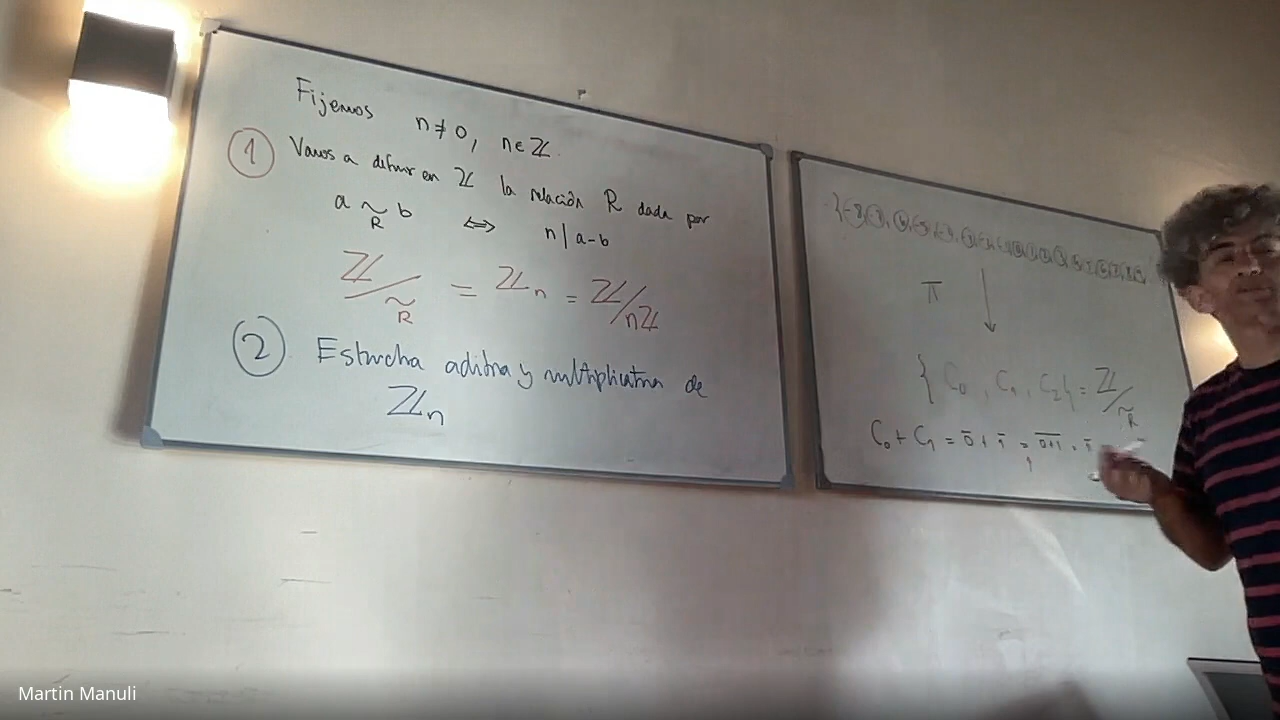 Fijemos n≠0, n∈ℤ.
① Vamos a definir en ℤ la relación R dada por
a ~R b ⇔ n | a-b
ℤ/~R = ℤn = ℤ/nℤ
② Estructura aditiva y multiplicativa de
ℤn
π ↓
{ C₀, C₁, C₂} = ℤ/~R
C₀ + C₁ = 0̅ + 1̅ = 0+1
Martin Manuli